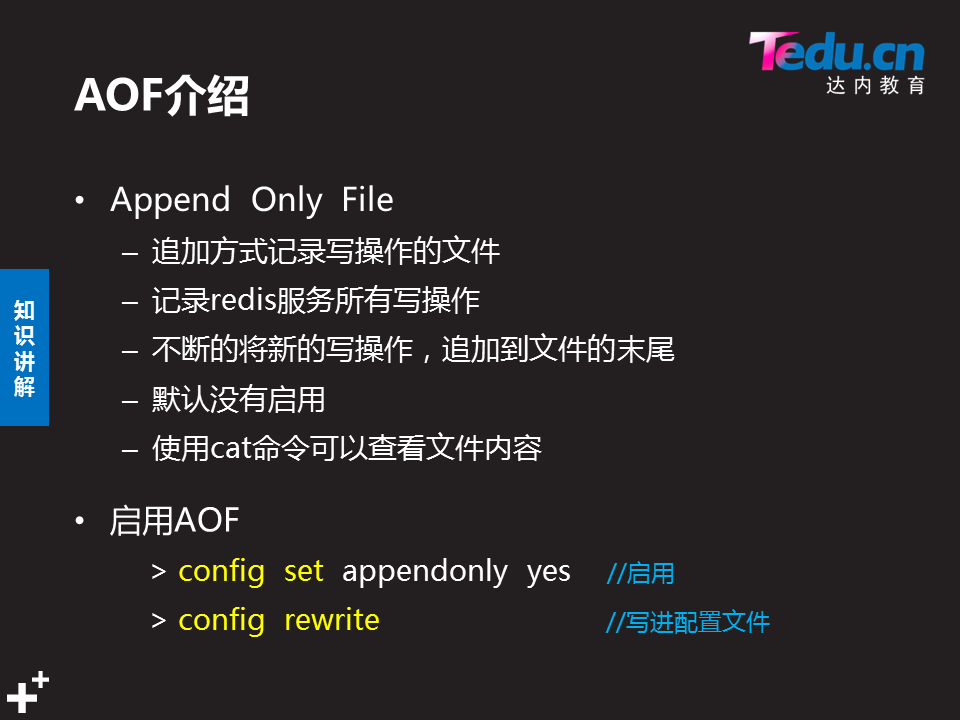 Tedu.cn
达内教育
AOF介绍
• Append Only File
– 追加方式记录写操作的文件
– 记录redis服务所有写操作
– 不断的将新的写操作，追加到文件的末尾
– 默认没有启用
– 使用cat命令可以查看文件内容
知识讲解
• 启用AOF
> config set appendonly yes //启用
> config rewrite //写进配置文件